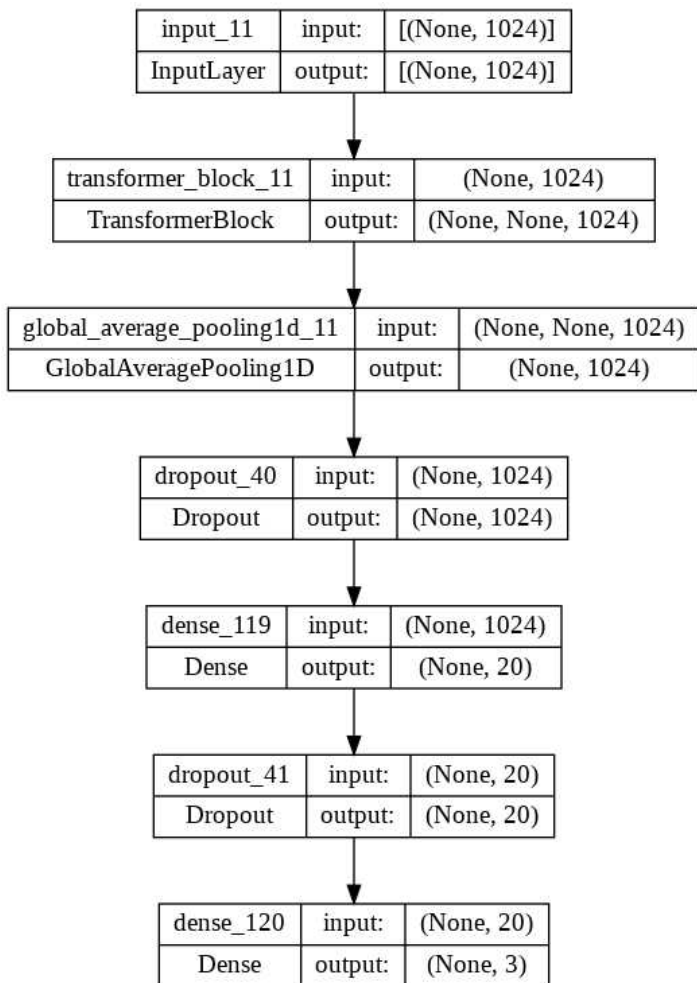 input_11 input: [(None, 1024)]
InputLayer output: [(None, 1024)]
transformer_block_11 input: (None, 1024)
TransformerBlock output: (None, None, 1024)
global_average_pooling1d_11 input: (None, None, 1024)
GlobalAveragePooling1D output: (None, 1024)
dropout_40 input: (None, 1024)
Dropout output: (None, 1024)
dense_119 input: (None, 1024)
Dense output: (None, 20)
dropout_41 input: (None, 20)
Dropout output: (None, 20)
dense_120 input: (None, 20)
Dense output: (None, 3)